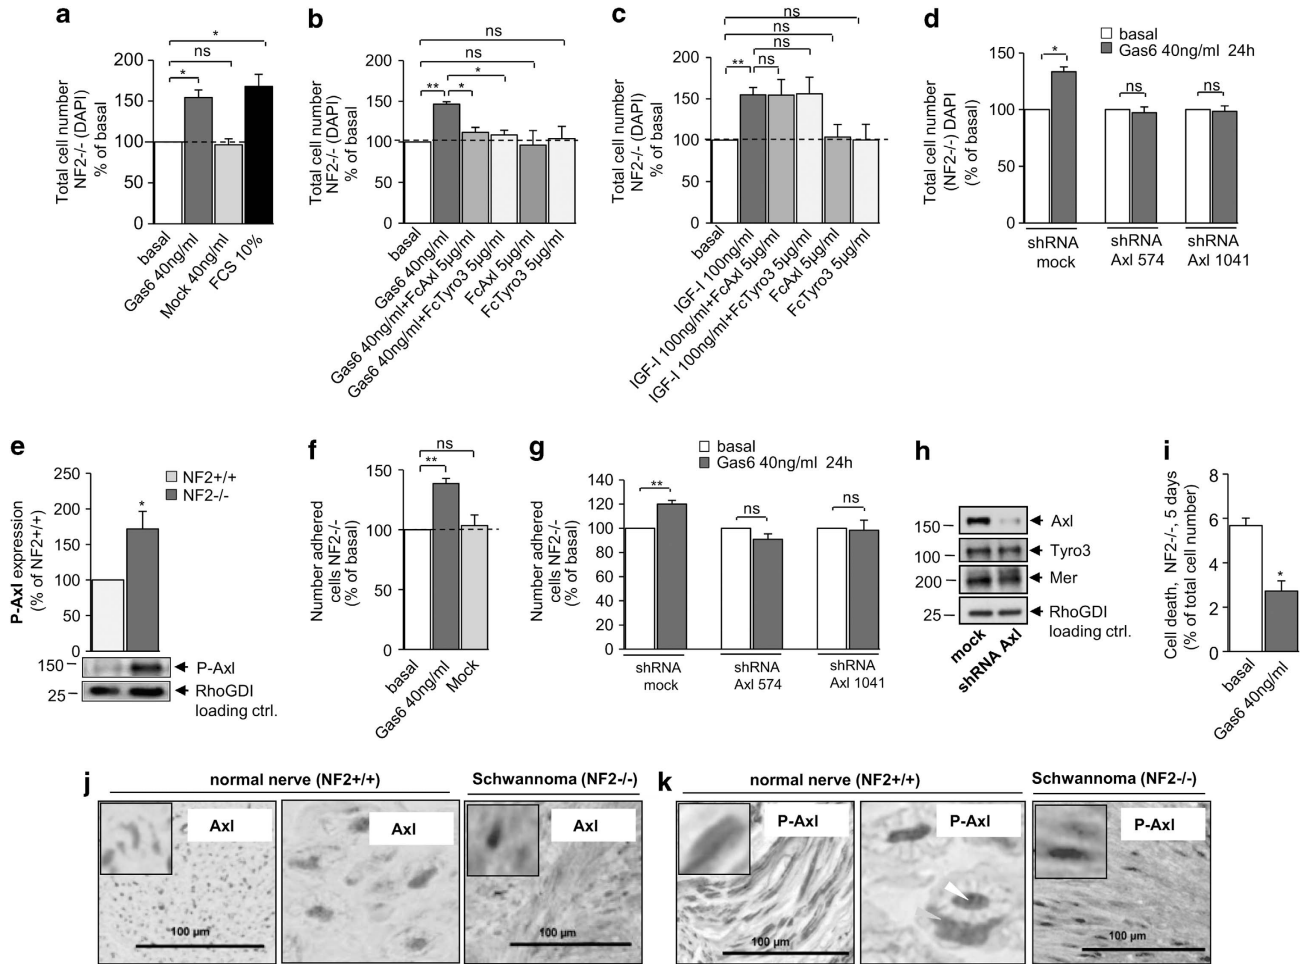 a
Total cell number
NF2-/- (DAPI)
% of basal
200
150
100
50
0
*
ns
*
basal
Gas6 40ng/ml
Mock 40ng/ml
FCS 10%
b
Total cell number
NF2-/- (DAPI)
% of basal
200
150
100
50
0
ns
ns
*
** *
basal
Gas6 40ng/ml
Gas6 40ng/ml+FcAxl 5µg/ml
Gas6 40ng/ml+FcTyro3 5µg/ml
FcAxl 5µg/ml
FcTyro3 5µg/ml
c
Total cell number
NF2-/- (DAPI)
% of basal
200
150
100
50
0
ns
ns
ns
** ns
basal
IGF-I 100ng/ml
IGF-I 100ng/ml+FcAxl 5µg/ml
IGF-I 100ng/ml+FcTyro3 5µg/ml
FcAxl 5µg/ml
FcTyro3 5µg/ml
d
basal
Gas6 40ng/ml 24h
Total cell number
(NF2-/-) DAPI
(% of basal)
150
100
50
0
*
ns
ns
shRNA
mock
shRNA
Axl 574
shRNA
Axl 1041
e
P-Axl expression
(% of NF2+/+)
250
200
150
100
50
0
NF2+/+
NF2-/-
*
150
P-Axl
25
RhoGDI
loading ctrl.
f
Number adhered
cells NF2-/-
(% of basal)
150
100
50
0
ns
**
basal
Gas6 40ng/ml
Mock
g
basal
Gas6 40ng/ml 24h
Number adhered
cells NF2-/-
(% of basal)
140
120
100
80
60
40
20
0
**
ns
ns
shRNA
mock
shRNA
Axl 574
shRNA
Axl 1041
h
150
Axl
100
Tyro3
200
Mer
25
RhoGDI
loading ctrl.
mock
shRNA Axl
i
Cell death, NF2-/-, 5 days
(% of total cell number)
8
6
4
2
0
*
basal
Gas6 40ng/ml
j
normal nerve (NF2+/+)
Schwannoma (NF2-/-)
Axl
Axl
Axl
100 µm
100 µm
k
normal nerve (NF2+/+)
Schwannoma (NF2-/-)
P-Axl
P-Axl
P-Axl
100 µm
100 µm